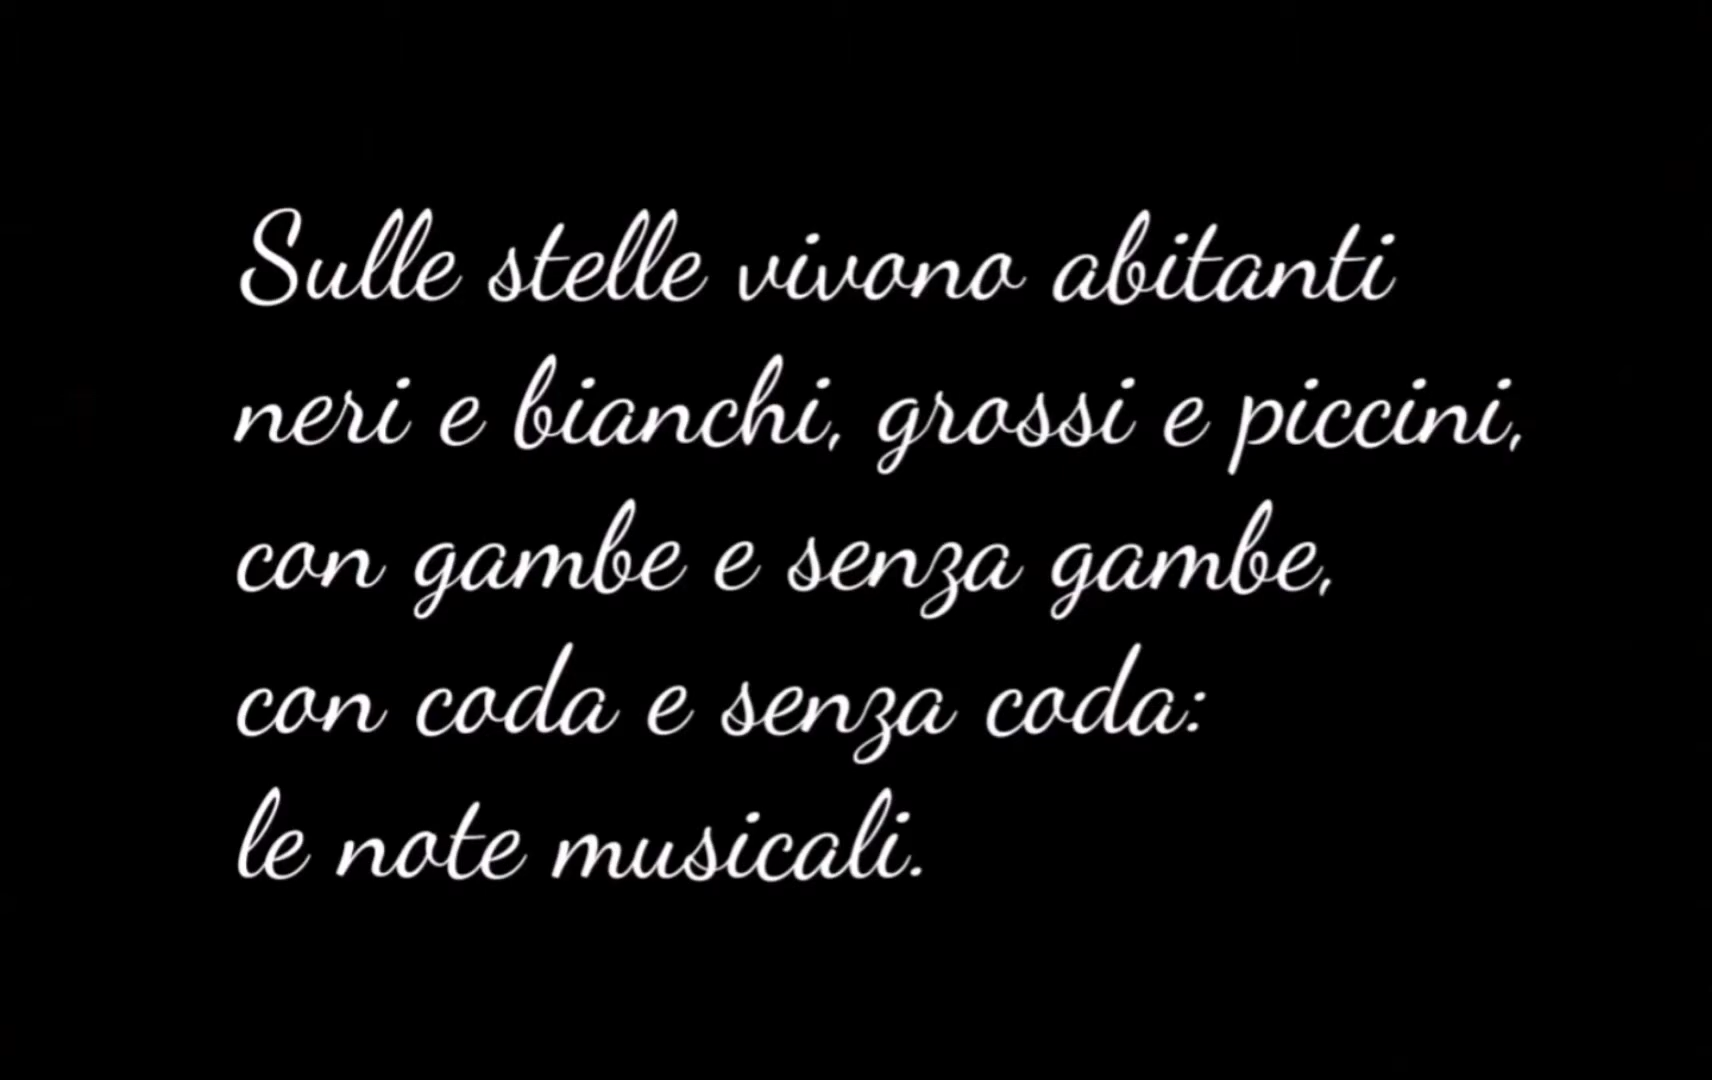 Sulle stelle vivono abitanti
neri e bianchi, grossi e piccini,
con gambe e senza gambe,
con coda e senza coda:
le note musicali.